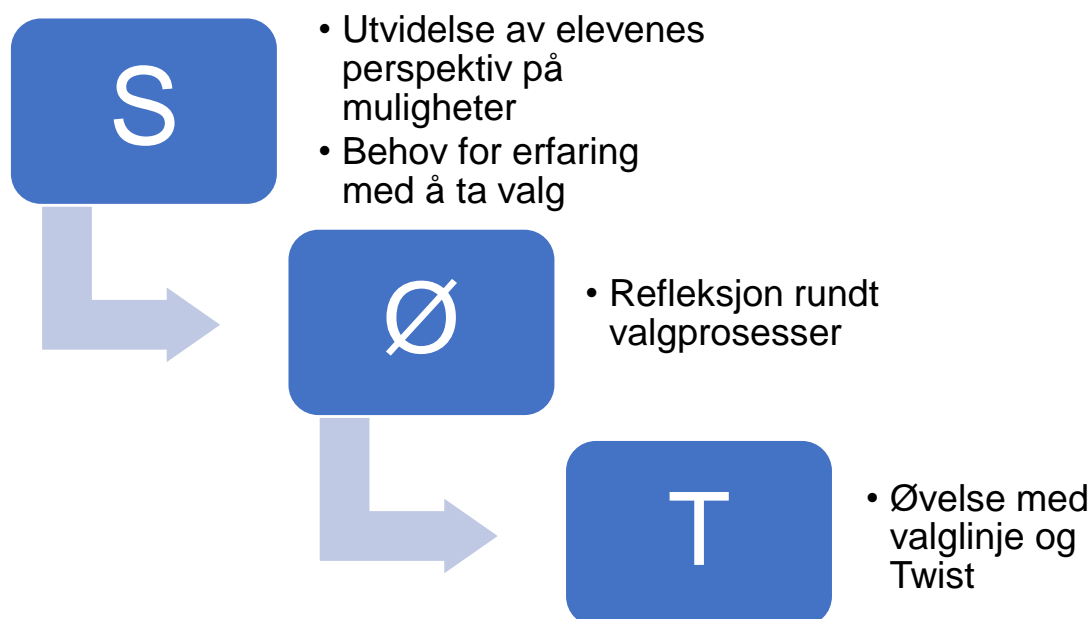 S
• Utvidelse av elevenes
perspektiv på
muligheter
• Behov for erfaring
med å ta valg
Ø
• Refleksjon rundt
valgprosesser
T
• Øvelse med
valglinje og
Twist